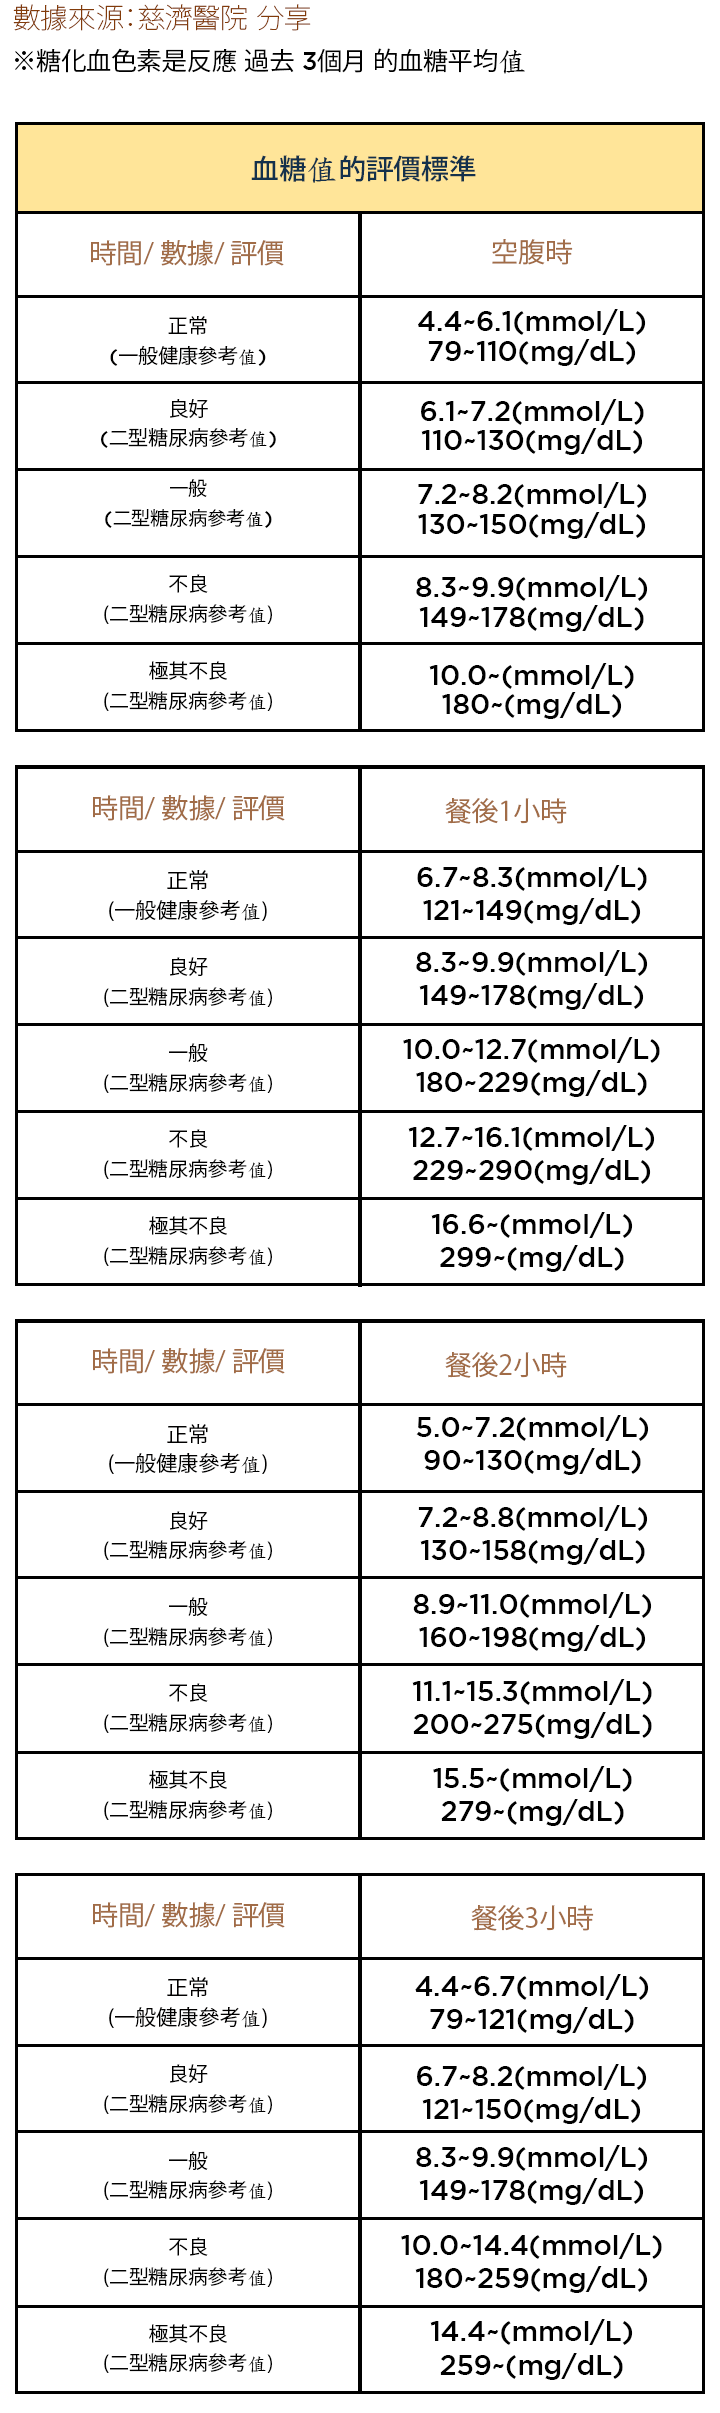 數據來源：慈濟醫院 分享
※糖化血色素是反應 過去 3個月 的血糖平均值
血糖值的評價標準
時間/ 數據/ 評價
空腹時
正常
(一般健康參考值)
4.4~6.1(mmol/L)
79~110(mg/dL)
良好
(二型糖尿病參考值)
6.1~7.2(mmol/L)
110~130(mg/dL)
一般
(二型糖尿病參考值)
7.2~8.2(mmol/L)
130~150(mg/dL)
不良
(二型糖尿病參考值)
8.3~9.9(mmol/L)
149~178(mg/dL)
極其不良
(二型糖尿病參考值)
10.0~(mmol/L)
180~(mg/dL)
時間/ 數據/ 評價
餐後1小時
正常
(一般健康參考值)
6.7~8.3(mmol/L)
121~149(mg/dL)
良好
(二型糖尿病參考值)
8.3~9.9(mmol/L)
149~178(mg/dL)
一般
(二型糖尿病參考值)
10.0~12.7(mmol/L)
180~229(mg/dL)
不良
(二型糖尿病參考值)
12.7~16.1(mmol/L)
229~290(mg/dL)
極其不良
(二型糖尿病參考值)
16.6~(mmol/L)
299~(mg/dL)
時間/ 數據/ 評價
餐後2小時
正常
(一般健康參考值)
5.0~7.2(mmol/L)
90~130(mg/dL)
良好
(二型糖尿病參考值)
7.2~8.8(mmol/L)
130~158(mg/dL)
一般
(二型糖尿病參考值)
8.9~11.0(mmol/L)
160~198(mg/dL)
不良
(二型糖尿病參考值)
11.1~15.3(mmol/L)
200~275(mg/dL)
極其不良
(二型糖尿病參考值)
15.5~(mmol/L)
279~(mg/dL)
時間/ 數據/ 評價
餐後3小時
正常
(一般健康參考值)
4.4~6.7(mmol/L)
79~121(mg/dL)
良好
(二型糖尿病參考值)
6.7~8.2(mmol/L)
121~150(mg/dL)
一般
(二型糖尿病參考值)
8.3~9.9(mmol/L)
149~178(mg/dL)
不良
(二型糖尿病參考值)
10.0~14.4(mmol/L)
180~259(mg/dL)
極其不良
(二型糖尿病參考值)
14.4~(mmol/L)
259~(mg/dL)